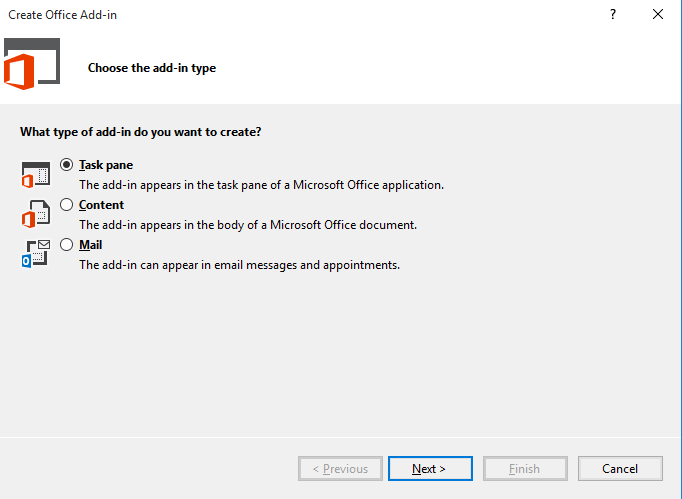 Create Office Add-in
?
Choose the add-in type
What type of add-in do you want to create?
Task pane
The add-in appears in the task pane of a Microsoft Office application.
Content
The add-in appears in the body of a Microsoft Office document.
Mail
The add-in can appear in email messages and appointments.
< Previous Next > Finish Cancel